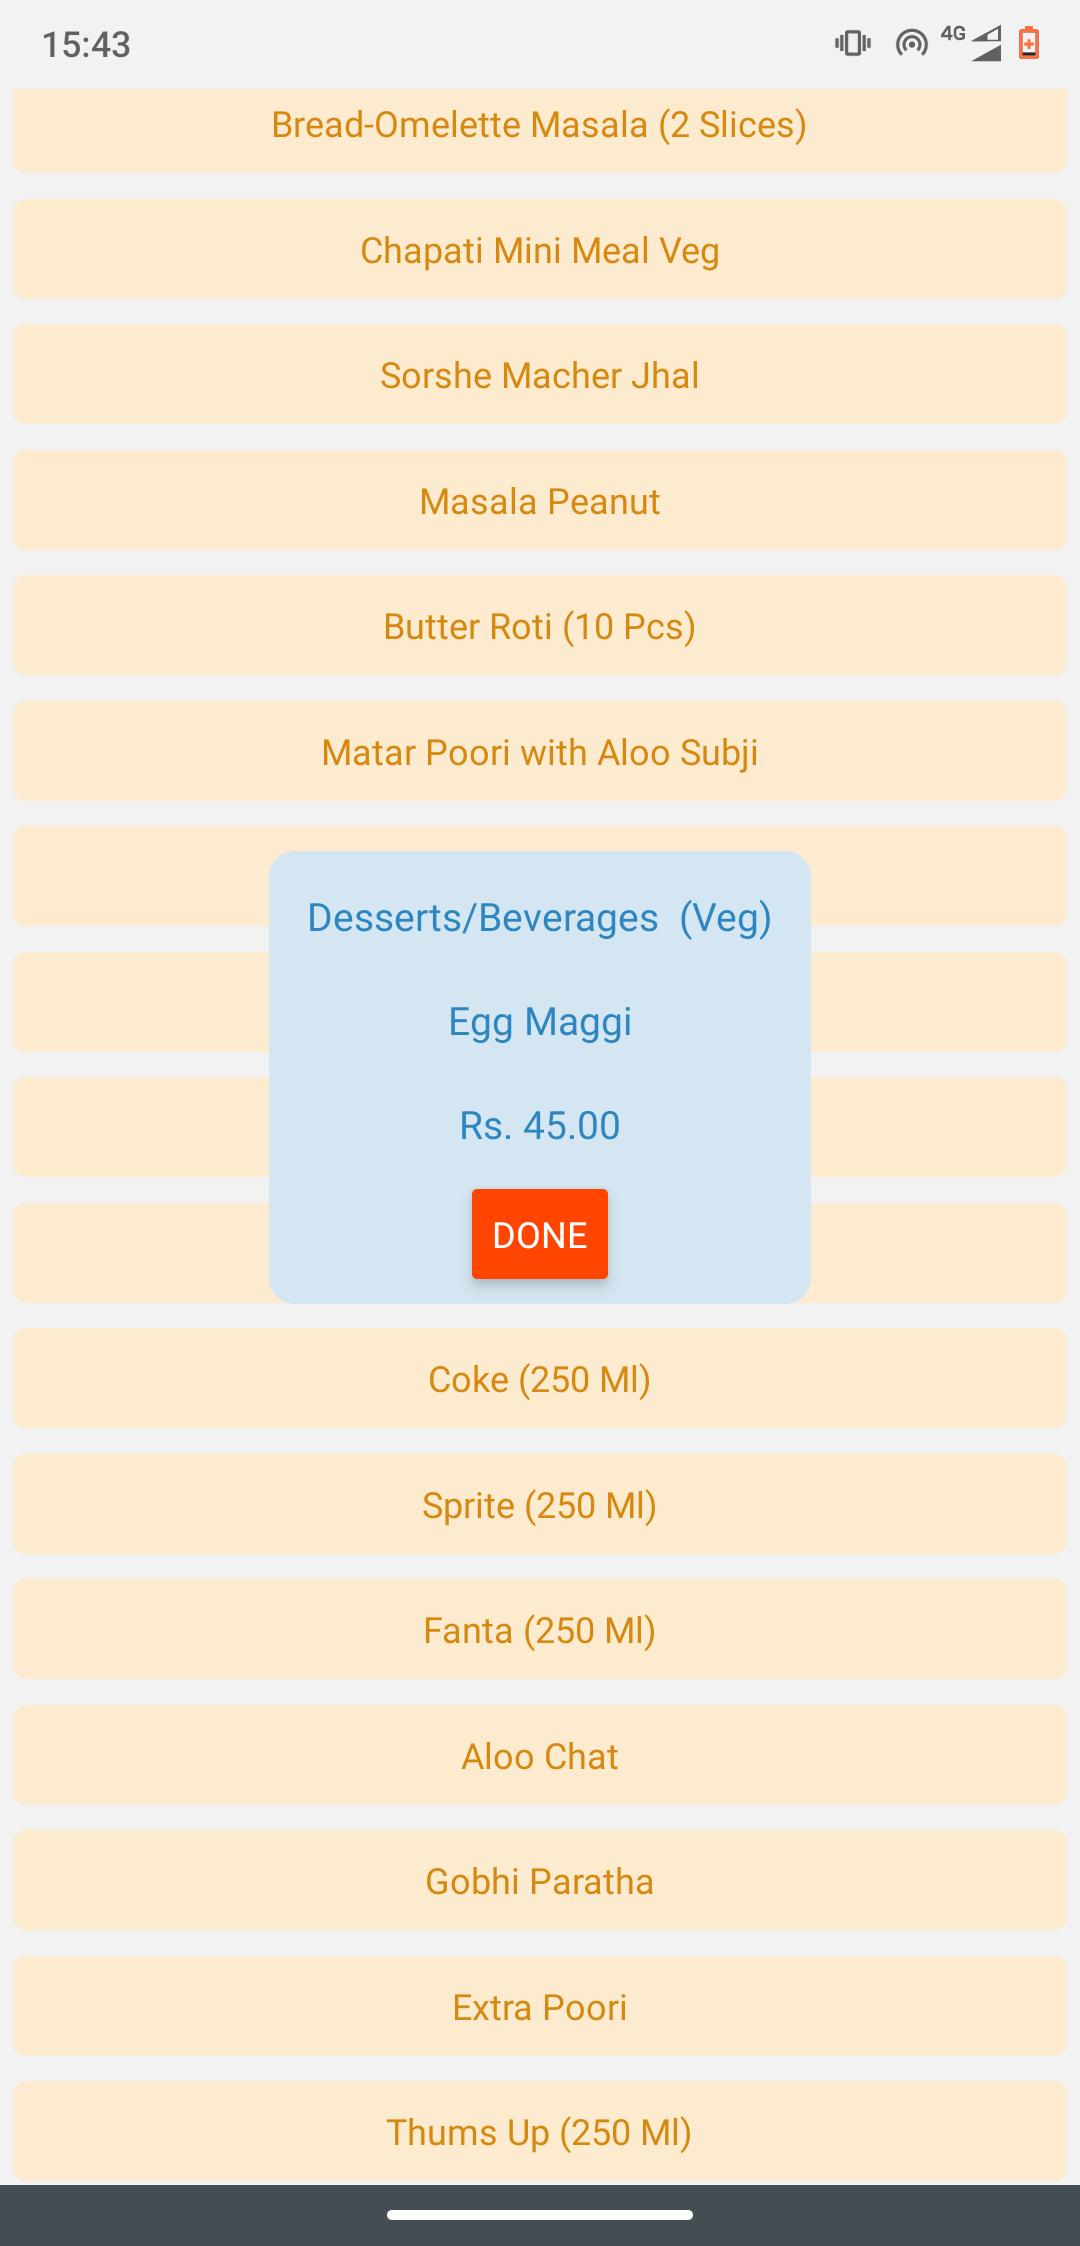 15:43
4G
Bread-Omelette Masala (2 Slices)
Chapati Mini Meal Veg
Sorshe Macher Jhal
Masala Peanut
Butter Roti (10 Pcs)
Matar Poori with Aloo Subji
Desserts/Beverages  (Veg)
Egg Maggi
Rs. 45.00
DONE
Coke (250 Ml)
Sprite (250 Ml)
Fanta (250 Ml)
Aloo Chat
Gobhi Paratha
Extra Poori
Thums Up (250 Ml)